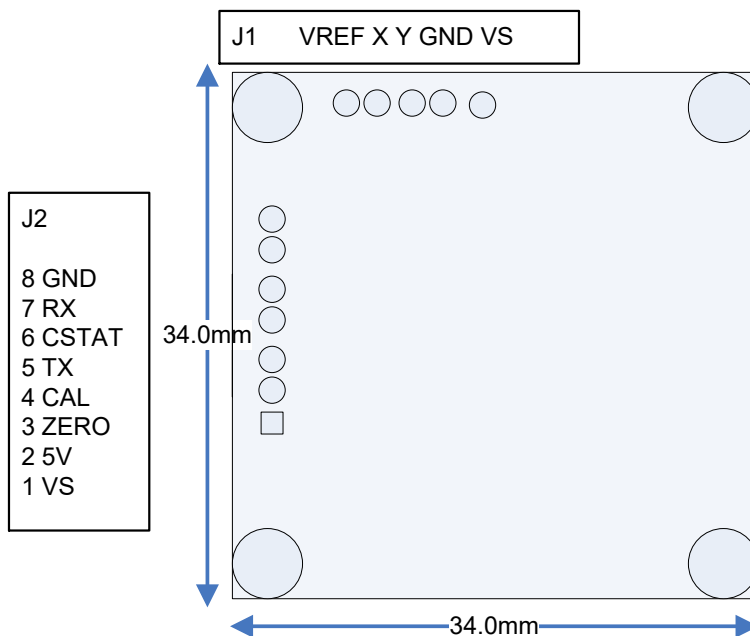 J1 VREF X Y GND VS
J2
8 GND
7 RX
6 CSTAT
5 TX
4 CAL
3 ZERO
2 5V
1 VS
34.0mm
34.0mm